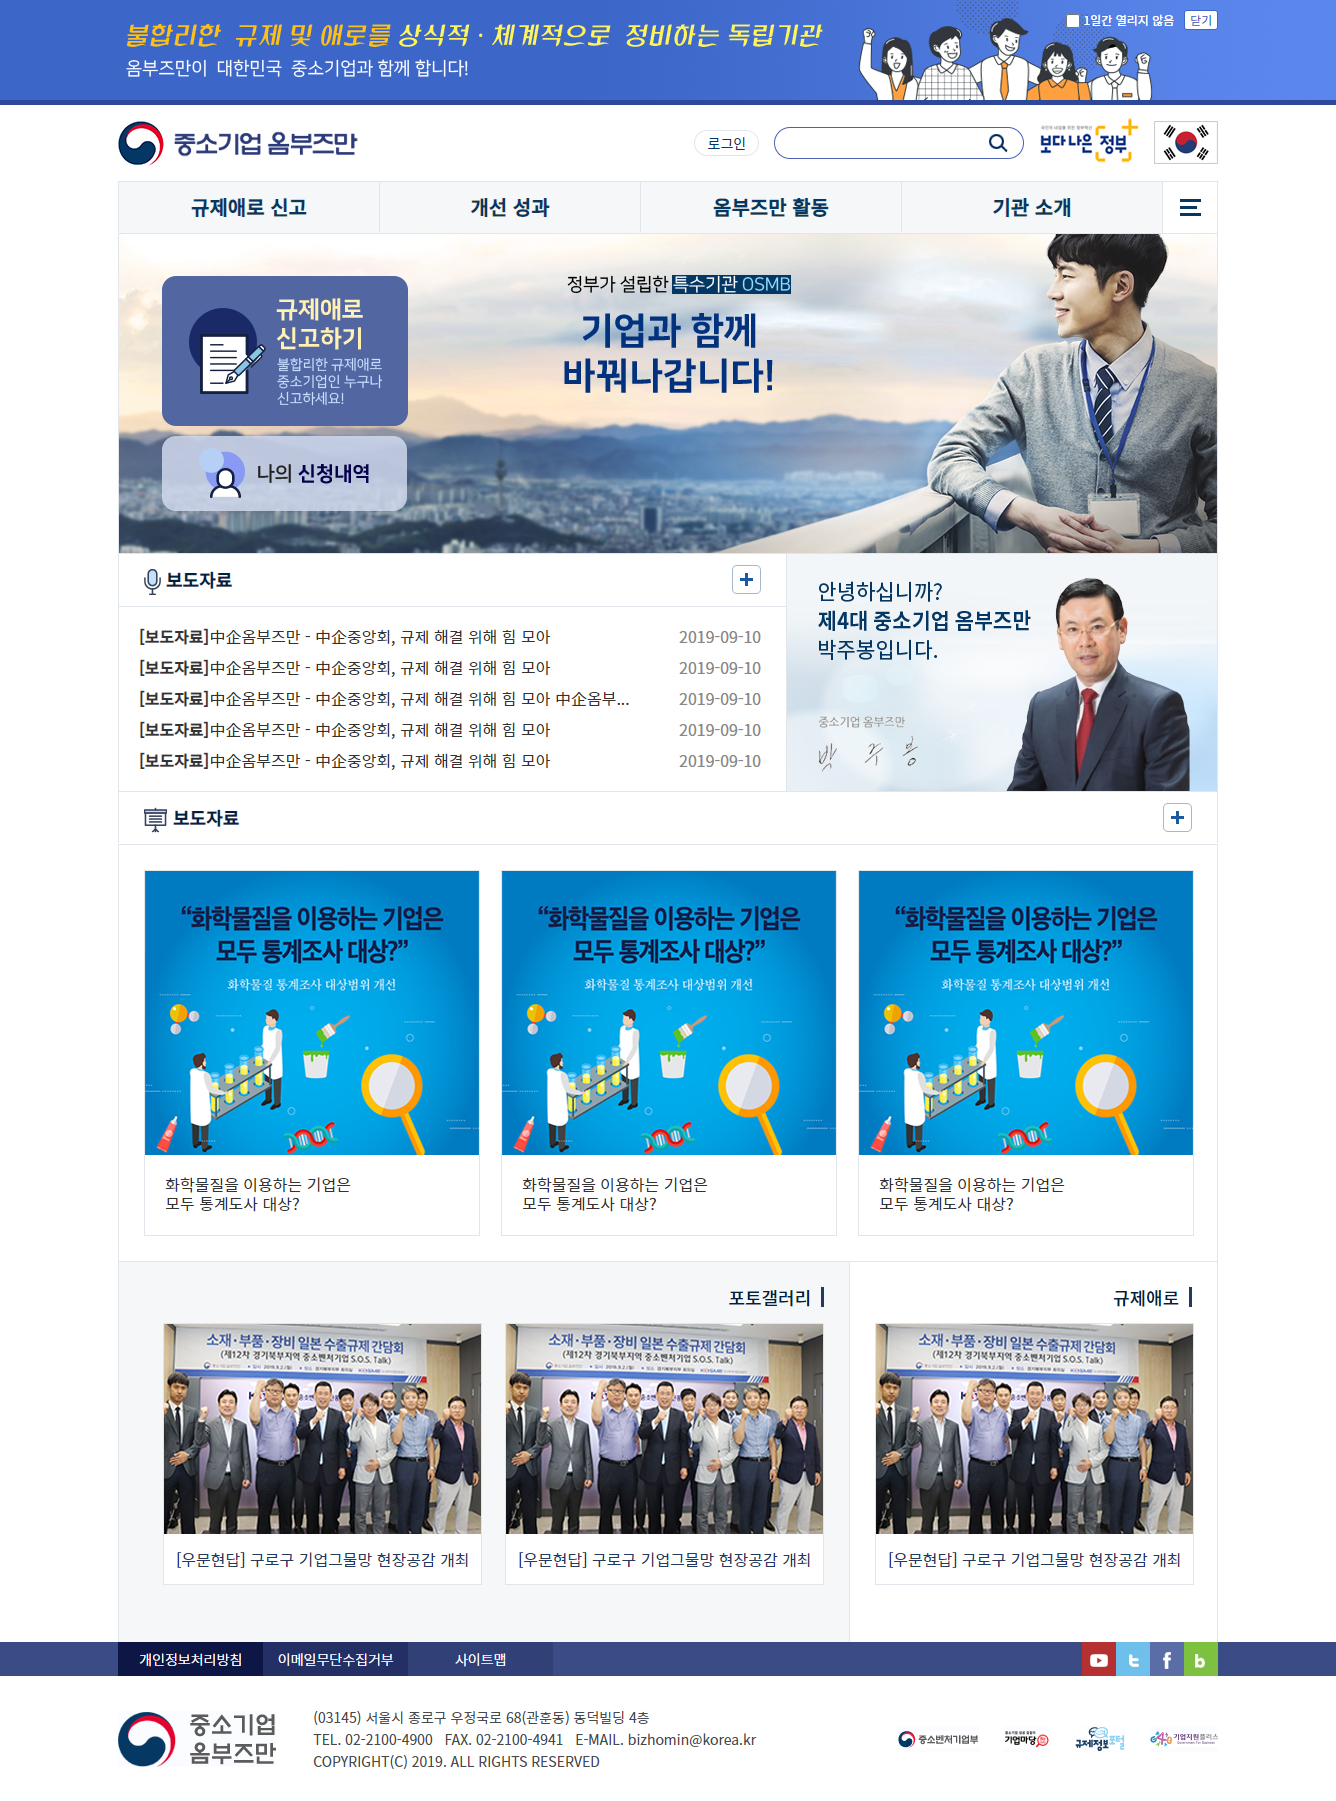 불합리한 규제 및 애로를 상식적 · 체계적으로 정비하는 독립기관
옴부즈만이 대한민국 중소기업과 함께 합니다!
1일간 열리지 않음 닫기
중소기업 옴부즈만
로그인
보다 나은 정부
규제애로 신고 개선 성과 옴부즈만 활동 기관 소개
정부가 설립한 특수기관 OSMB
기업과 함께
바꿔나갑니다!
규제애로
신고하기
불합리한 규제애로
중소기업인 누구나
신고하세요!
나의 신청내역
보도자료
[보도자료]中企옴부즈만 - 中企중앙회, 규제 해결 위해 힘 모아 2019-09-10
[보도자료]中企옴부즈만 - 中企중앙회, 규제 해결 위해 힘 모아 2019-09-10
[보도자료]中企옴부즈만 - 中企중앙회, 규제 해결 위해 힘 모아 中企옴부... 2019-09-10
[보도자료]中企옴부즈만 - 中企중앙회, 규제 해결 위해 힘 모아 2019-09-10
[보도자료]中企옴부즈만 - 中企중앙회, 규제 해결 위해 힘 모아 2019-09-10
안녕하십니까?
제4대 중소기업 옴부즈만
박주봉입니다.
중소기업 옴부즈만
박 주 봉
보도자료
“화학물질을 이용하는 기업은
모두 통계조사 대상?”
화학물질 통계조사 대상범위 개선
화학물질을 이용하는 기업은
모두 통계도사 대상?
“화학물질을 이용하는 기업은
모두 통계조사 대상?”
화학물질 통계조사 대상범위 개선
화학물질을 이용하는 기업은
모두 통계도사 대상?
“화학물질을 이용하는 기업은
모두 통계조사 대상?”
화학물질 통계조사 대상범위 개선
화학물질을 이용하는 기업은
모두 통계도사 대상?
포토갤러리
소재·부품·장비 일본 수출규제 간담회
(제12차 경기북부지역 중소벤처기업 S.O.S. Talk)
[우문현답] 구로구 기업그물망 현장공감 개최
소재·부품·장비 일본 수출규제 간담회
(제12차 경기북부지역 중소벤처기업 S.O.S. Talk)
[우문현답] 구로구 기업그물망 현장공감 개최
규제애로
소재·부품·장비 일본 수출규제 간담회
(제12차 경기북부지역 중소벤처기업 S.O.S. Talk)
[우문현답] 구로구 기업그물망 현장공감 개최
개인정보처리방침 이메일무단수집거부 사이트맵
중소기업
옴부즈만
(03145) 서울시 종로구 우정국로 68(관훈동) 동덕빌딩 4층
TEL. 02-2100-4900 FAX. 02-2100-4941 E-MAIL. bizhomin@korea.kr
COPYRIGHT(C) 2019. ALL RIGHTS RESERVED
중소벤처기업부
기업마당
규제정보포털
기업지원플러스